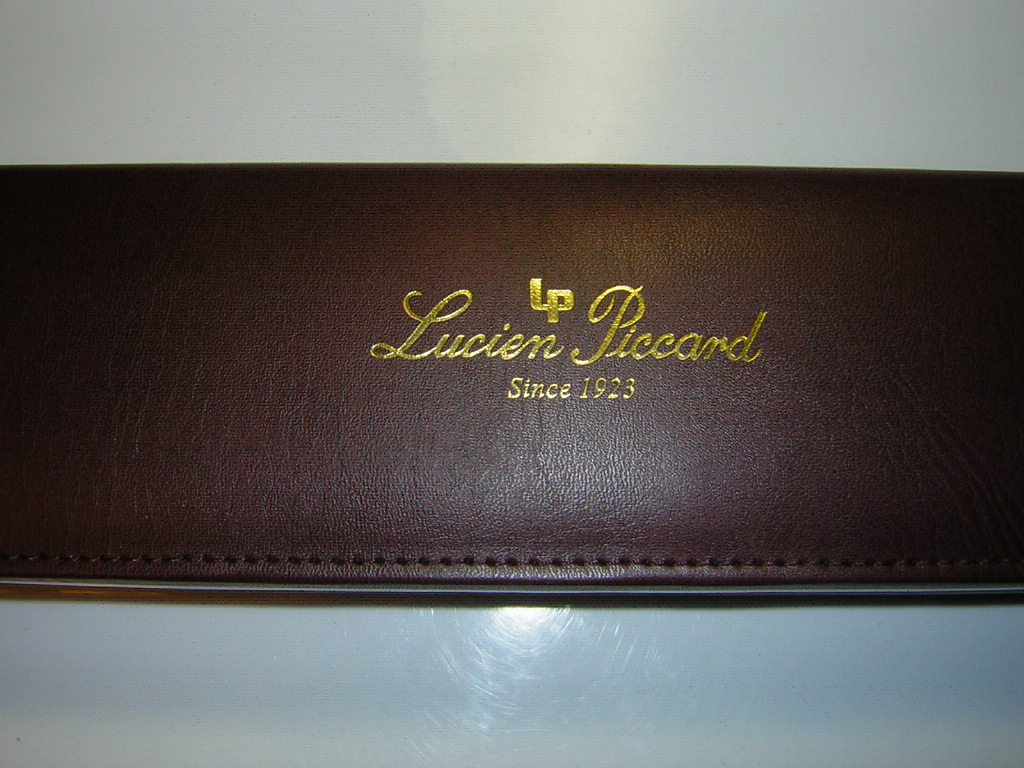 LP
Lucien Piccard
Since 1923